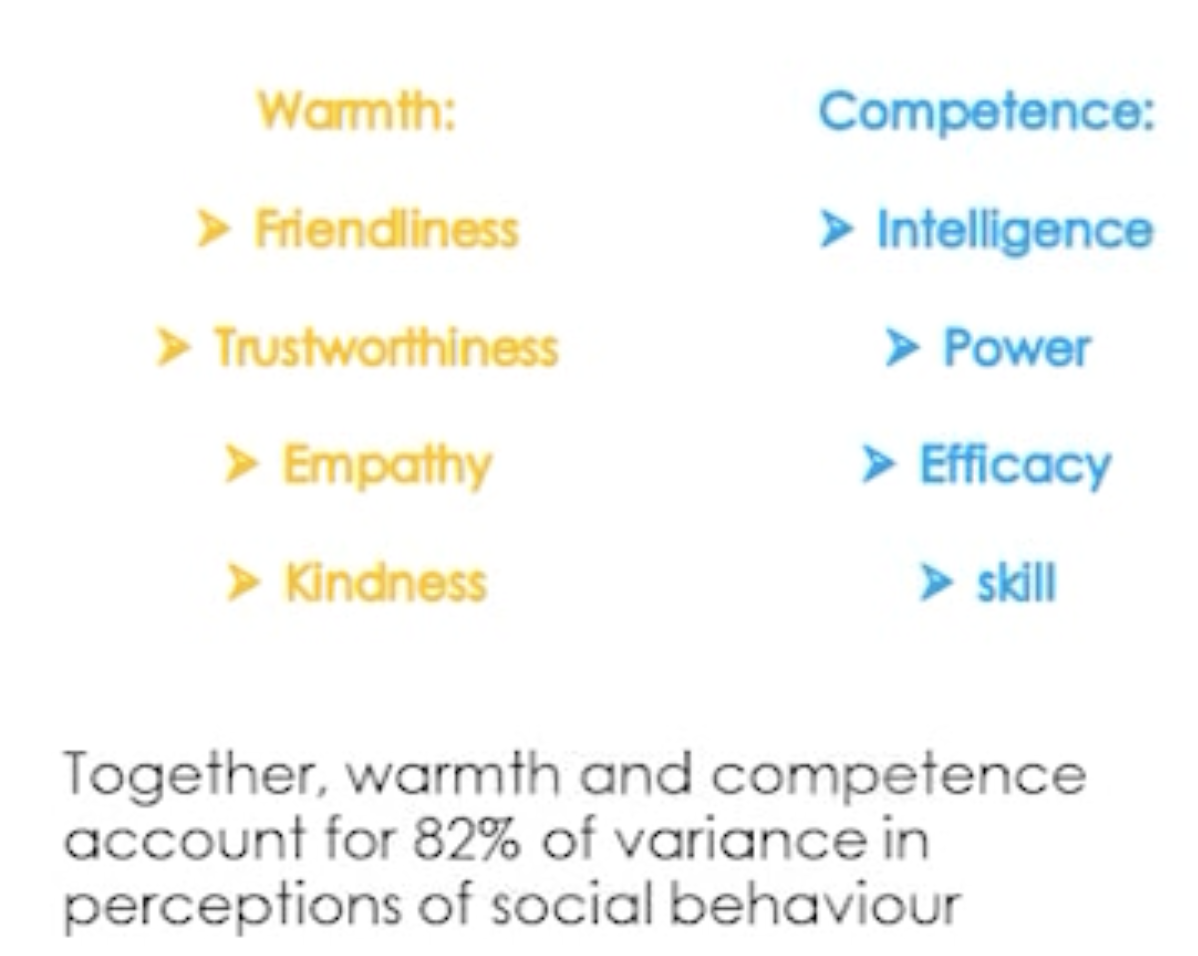 Warmth:
➤ Friendliness
➤ Trustworthiness
➤ Empathy
➤ Kindness
Competence:
➤ Intelligence
➤ Power
➤ Efficacy
➤ skill
Together, warmth and competence
account for 82% of variance in
perceptions of social behaviour